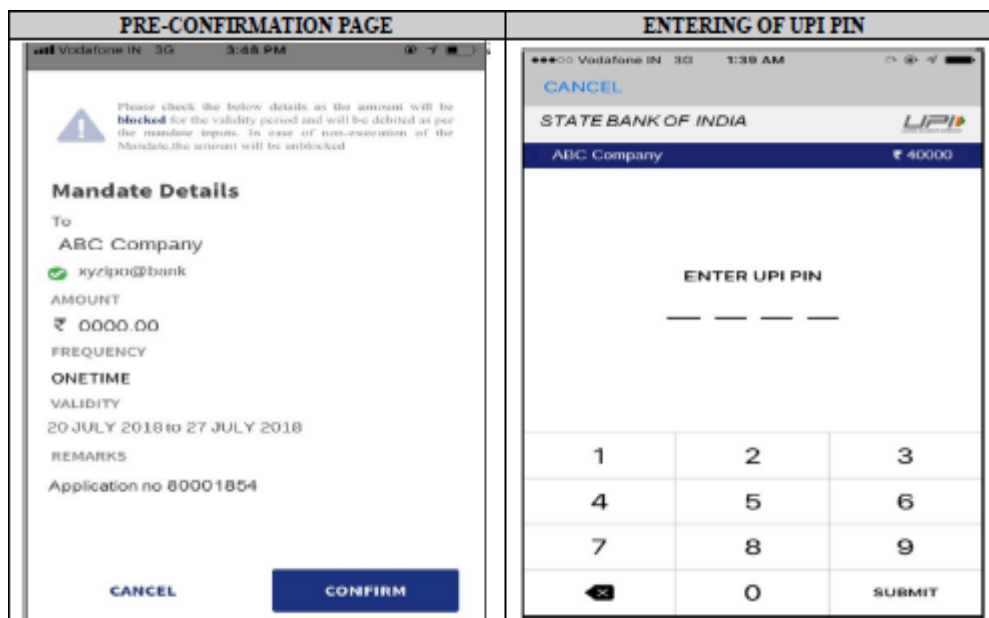 PRE-CONFIRMATION PAGE
Vodafone IN 3G 3:48 PM
Please check the below details as the amount will be
blocked for the validity period and will be debited as per
the mandate inputs. In case of non-execution of the
Mandate,the amount will be unblocked
Mandate Details
To
ABC Company
xyzipo@bank
AMOUNT
₹ 0000.00
FREQUENCY
ONETIME
VALIDITY
20 JULY 2018 to 27 JULY 2018
REMARKS
Application no 80001854
CANCEL CONFIRM
ENTERING OF UPI PIN
Vodafone IN 3G 1:39 AM
CANCEL
STATE BANK OF INDIA UPI
ABC Company ₹ 40000
ENTER UPI PIN
1 2 3
4 5 6
7 8 9
0 SUBMIT